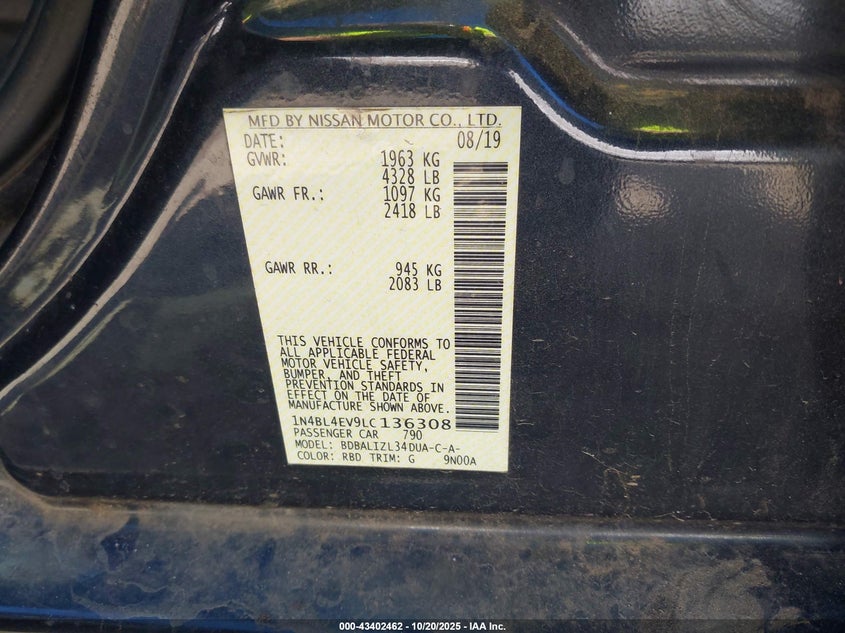 MFD BY NISSAN MOTOR CO., LTD.
DATE: 08/19
GVWR: 1963 KG
4328 LB
GAWR FR.: 1097 KG
2418 LB
GAWR RR.: 945 KG
2083 LB
THIS VEHICLE CONFORMS TO
ALL APPLICABLE FEDERAL
MOTOR VEHICLE SAFETY,
BUMPER, AND THEFT
PREVENTION STANDARDS IN
EFFECT ON THE DATE OF
MANUFACTURE SHOWN ABOVE.
1N4BL4EV9LC136308
PASSENGER CAR 790
MODEL: BDBALIZL34DUA-C-A-
COLOR: RBD TRIM: G 9N00A
000-43402462 - 10/20/2025 - IAA Inc.